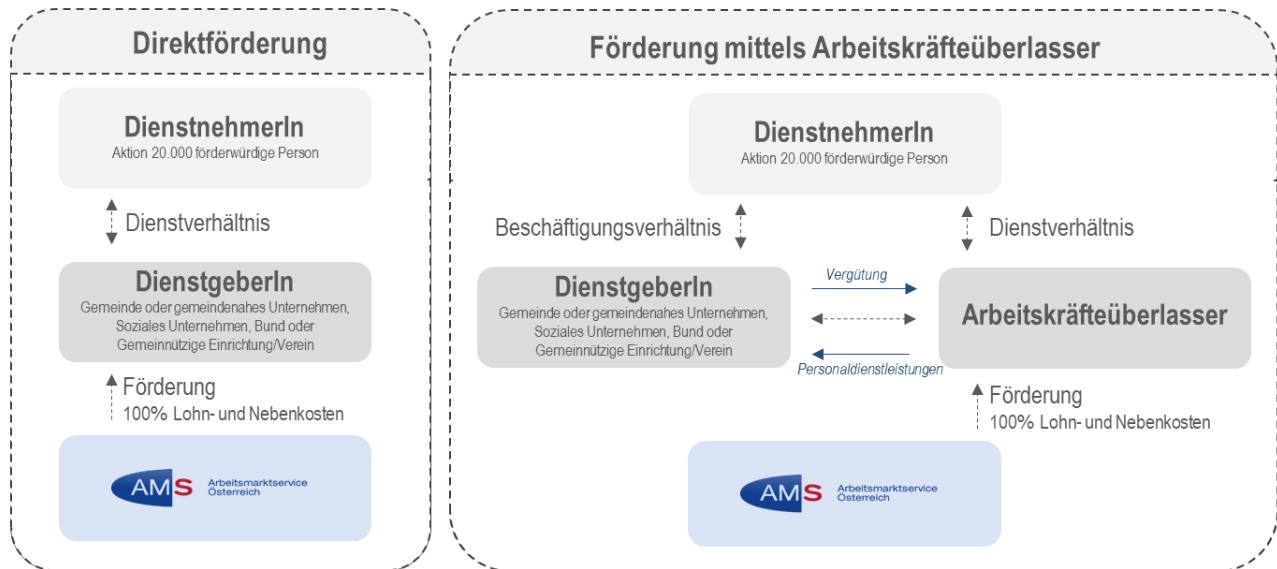 Direktförderung
DienstnehmerIn
Aktion 20.000 förderwürdige Person
Dienstverhältnis
DienstgeberIn
Gemeinde oder gemeindenahes Unternehmen,
Soziales Unternehmen, Bund oder
Gemeinnützige Einrichtung/Verein
Förderung
100% Lohn- und Nebenkosten
AMS
Arbeitsmarktservice
Österreich
Förderung mittels Arbeitskräfteüberlasser
DienstnehmerIn
Aktion 20.000 förderwürdige Person
Beschäftigungsverhältnis
Dienstverhältnis
DienstgeberIn
Gemeinde oder gemeindenahes Unternehmen,
Soziales Unternehmen, Bund oder
Gemeinnützige Einrichtung/Verein
Vergütung
Personaldienstleistungen
Arbeitskräfteüberlasser
Förderung
100% Lohn- und Nebenkosten
AMS
Arbeitsmarktservice
Österreich